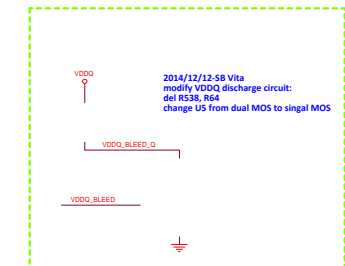 2014/12/12-SB Vita
VDDQ
modify VDDQ discharge circuit:
del R538, R64
change U5 from dual MOS to singal MOS
VDDQ_BLEED_Q
VDDQ_BLEED